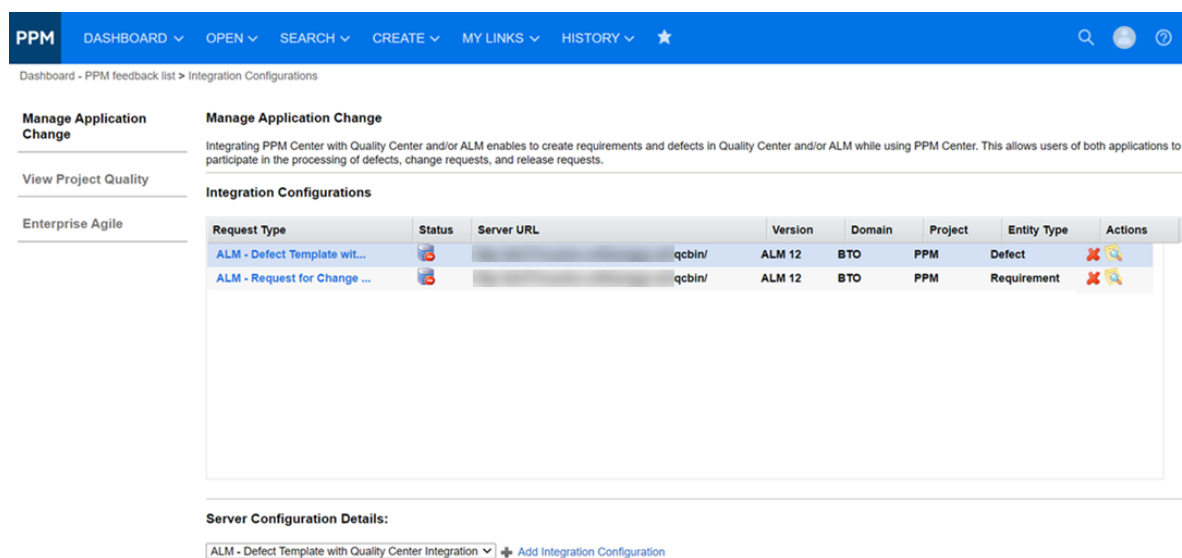 PPM DASHBOARD OPEN SEARCH CREATE MY LINKS HISTORY
Dashboard - PPM feedback list > Integration Configurations
Manage Application
Change
View Project Quality
Enterprise Agile
Manage Application Change
Integrating PPM Center with Quality Center and/or ALM enables to create requirements and defects in Quality Center and/or ALM while using PPM Center. This allows users of both applications to
participate in the processing of defects, change requests, and release requests.
Integration Configurations
Request Type Status Server URL Version Domain Project Entity Type Actions
ALM - Defect Template wit... qcbin/ ALM 12 BTO PPM Defect
ALM - Request for Change ... qcbin/ ALM 12 BTO PPM Requirement
Server Configuration Details:
ALM - Defect Template with Quality Center Integration Add Integration Configuration